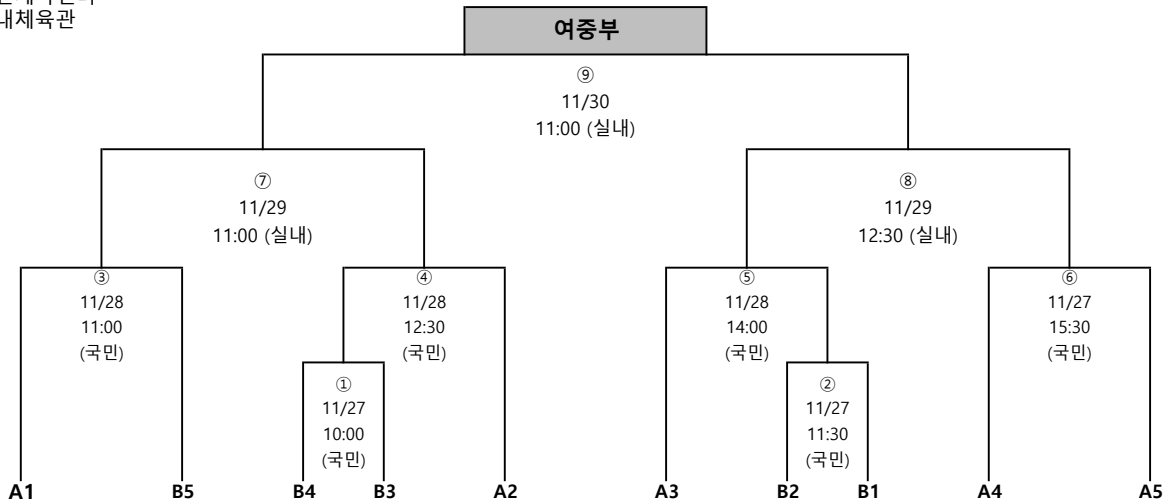 내체육관
여중부
⑨
11/30
11:00 (실내)
⑦
11/29
11:00 (실내)
⑧
11/29
12:30 (실내)
③
11/28
11:00
(국민)
④
11/28
12:30
(국민)
⑤
11/28
14:00
(국민)
⑥
11/27
15:30
(국민)
①
11/27
10:00
(국민)
②
11/27
11:30
(국민)
A1 B5 B4 B3 A2 A3 B2 B1 A4 A5